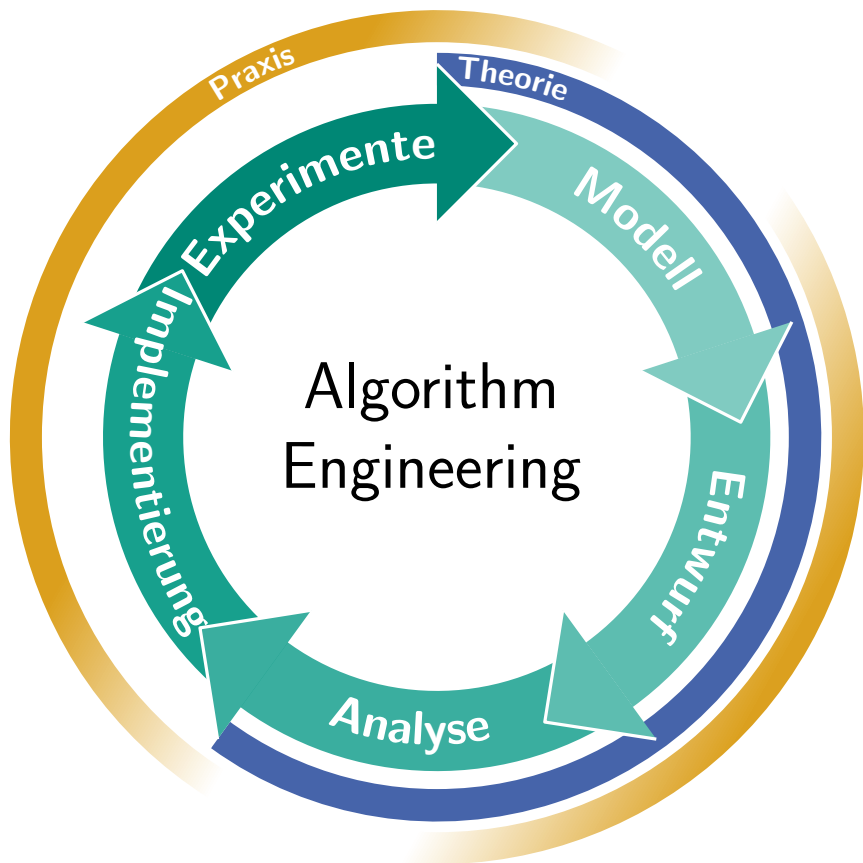 Praxis
Theorie
Experimente
Modell
Implementierung
Algorithm
Engineering
Entwurf
Analyse